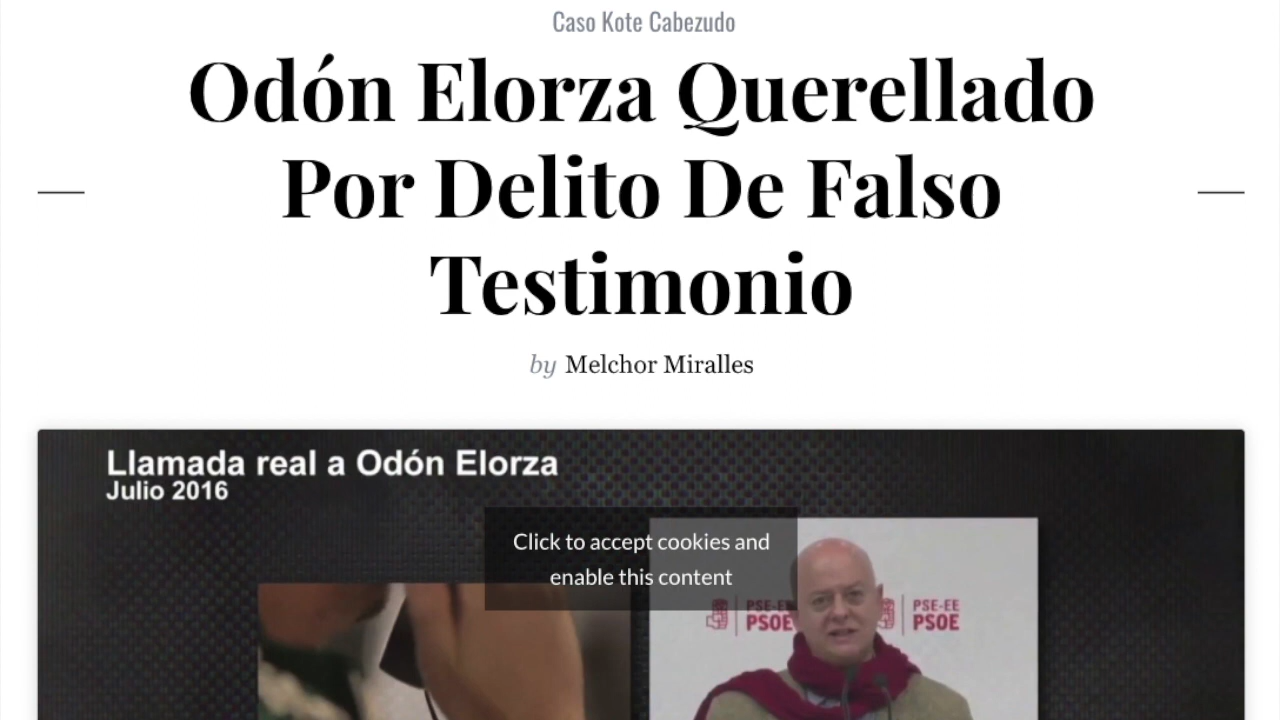 Caso Kote Cabezudo
Odón Elorza Querellado
Por Delito De Falso
Testimonio
by Melchor Miralles
Llamada real a Odón Elorza
Julio 2016
Click to accept cookies and
enable this content
PSE-EE
PSOE
PSE-EE
PSOE